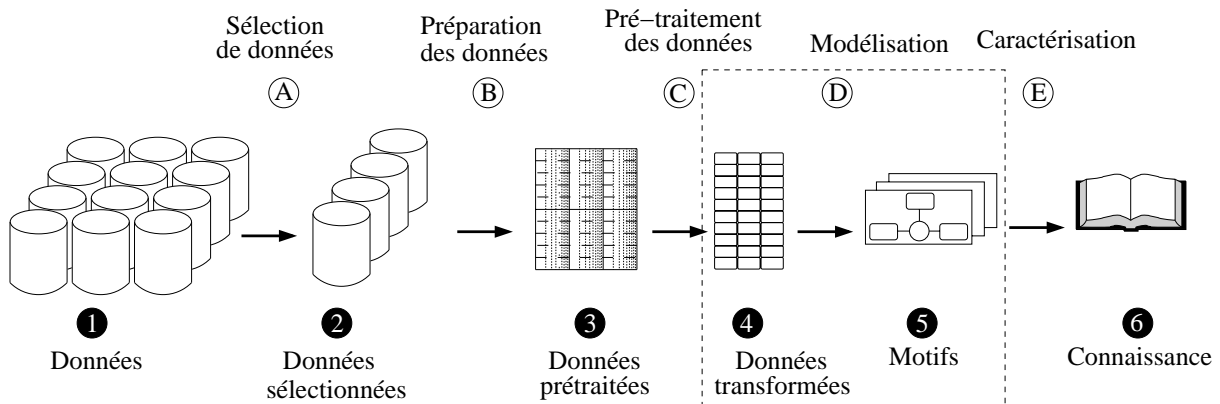 Sélection
de données
Préparation
des données
Pré-traitement
des données
Modélisation
Caractérisation
A
B
C
D
E
1
2
3
4
5
6
Données
Données
sélectionnées
Données
prétraitées
Données
transformées
Motifs
Connaissance